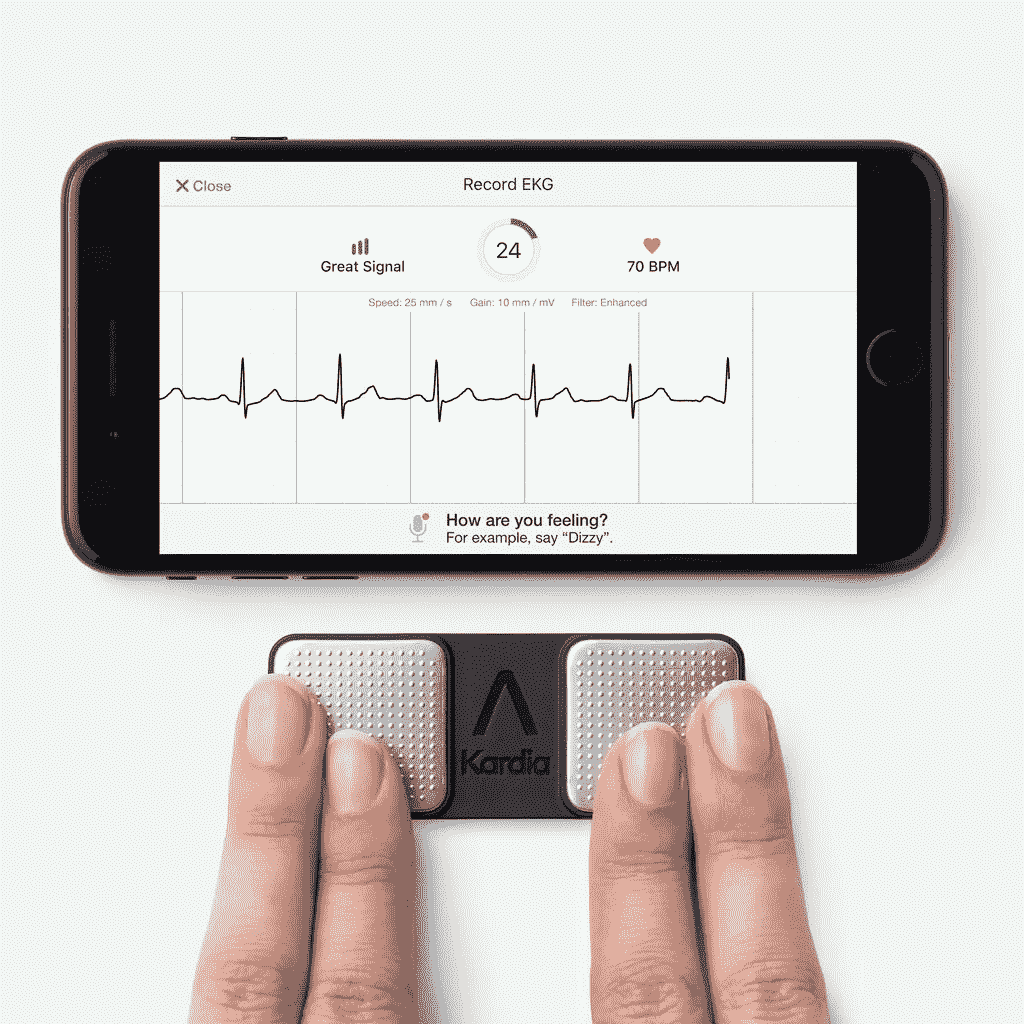 Close
Record EKG
Great Signal
24
70 BPM
Speed: 25 mm / s Gain: 10 mm / mV Filter: Enhanced
How are you feeling?
For example, say “Dizzy”.
Kardia